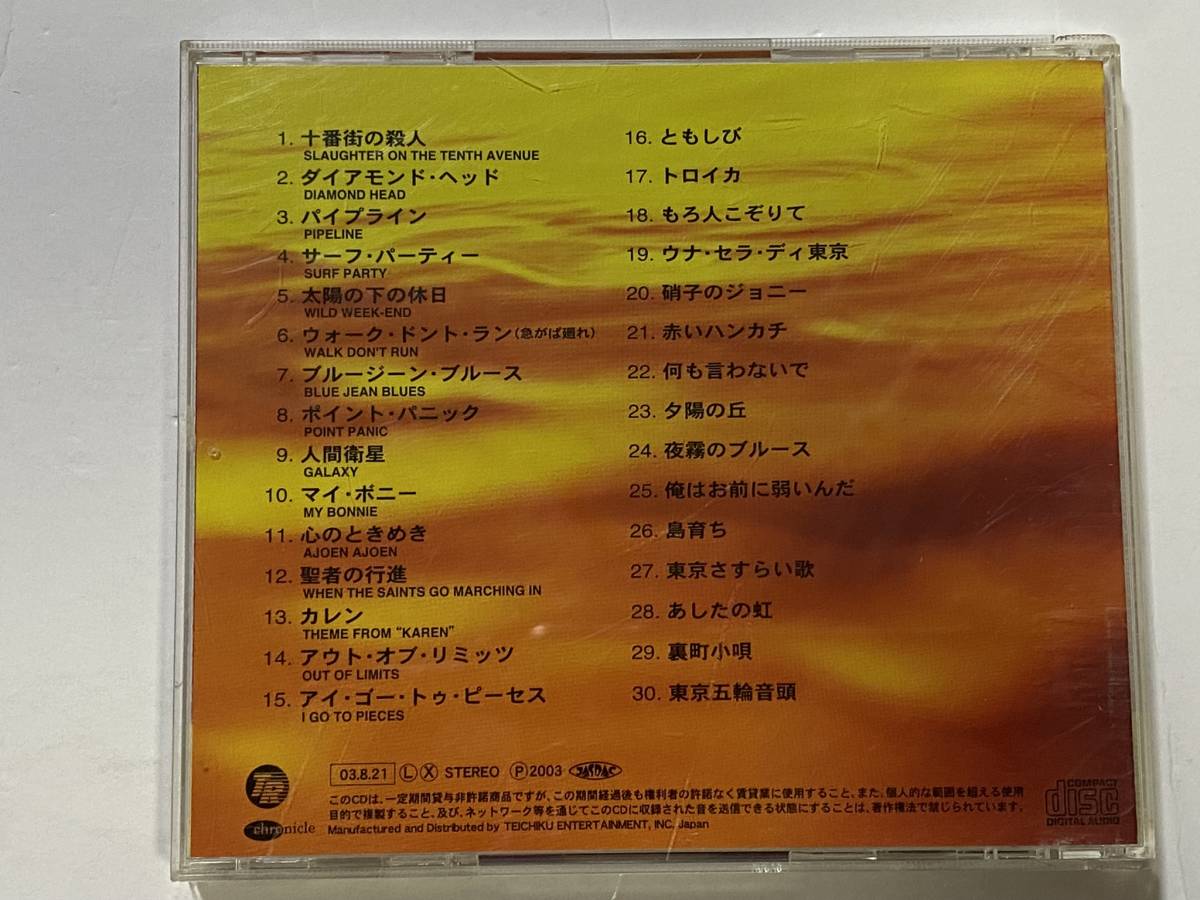 1. 十番街の殺人
SLAUGHTER ON THE TENTH AVENUE
2. ダイアモンド・ヘッド
DIAMOND HEAD
3. パイプライン
PIPELINE
4. サーフ・パーティー
SURF PARTY
5. 太陽の下の休日
WILD WEEK-END
6. ウォーク・ドント・ラン(急がば廻れ)
WALK DON'T RUN
7. ブルージーン・ブルース
BLUE JEAN BLUES
8. ポイント・パニック
POINT PANIC
9. 人間衛星
GALAXY
10. マイ・ボニー
MY BONNIE
11. 心のときめき
AJOEN AJOEN
12. 聖者の行進
WHEN THE SAINTS GO MARCHING IN
13. カレン
THEME FROM “KAREN”
14. アウト・オブ・リミッツ
OUT OF LIMITS
15. アイ・ゴー・トゥ・ピーセス
I GO TO PIECES
16. ともしび
17. トロイカ
18. もろ人こぞりて
19. ウナ・セラ・ディ東京
20. 硝子のジョニー
21. 赤いハンカチ
22. 何も言わないで
23. 夕陽の丘
24. 夜霧のブルース
25. 俺はお前に弱いんだ
26. 島育ち
27. 東京さすらい歌
28. あしたの虹
29. 裏町小唄
30. 東京五輪音頭
03.8.21 Ⓛ Ⓧ STEREO Ⓟ2003 JASRAC
このCDは、一定期間貸与非許諾商品ですが、この期間経過後も権利者の許諾なく賃貸業に使用すること、また、個人的な範囲を超える使用
目的で複製すること、及び、ネットワーク等を通じてこのCDに収録された音を送信できる状態にすることは、著作権法で禁じられています。
chronicle
Manufactured and Distributed by TEICHIKU ENTERTAINMENT, INC. Japan
COMPACT
disc
DIGITAL AUDIO